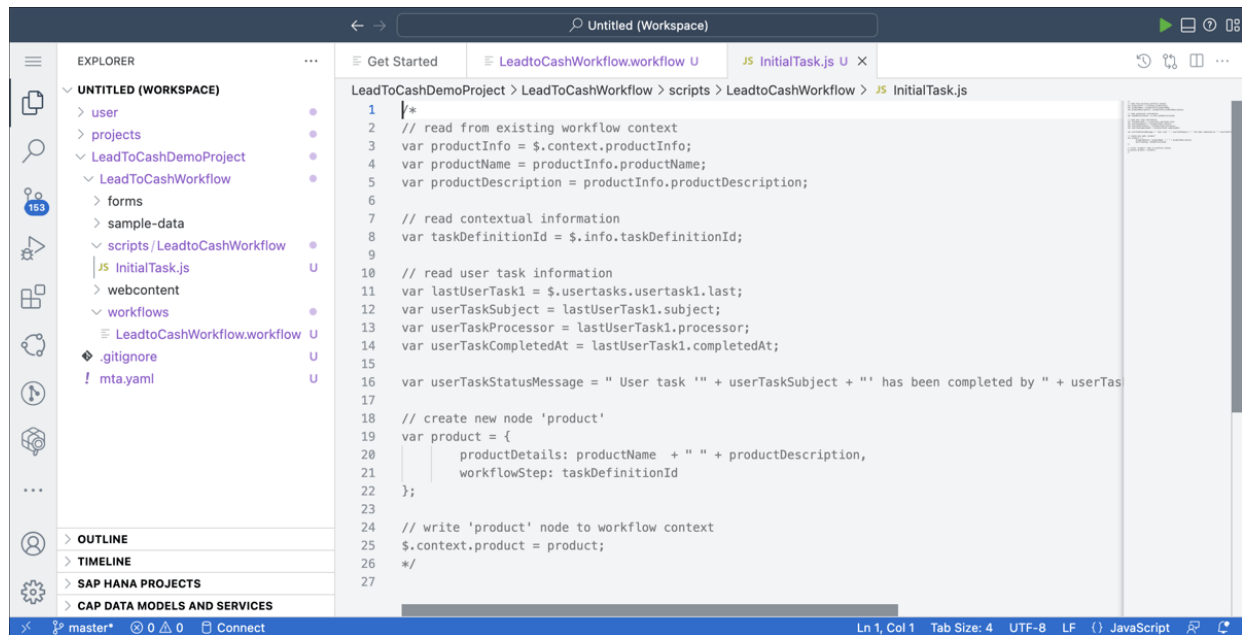 Untitled (Workspace)
EXPLORER
UNTITLED (WORKSPACE)
user
projects
LeadToCashDemoProject
LeadToCashWorkflow
forms
sample-data
scripts/LeadtoCashWorkflow
JS InitialTask.js U
webcontent
workflows
LeadtoCashWorkflow.workflow U
.gitignore U
! mta.yaml U
153
OUTLINE
TIMELINE
SAP HANA PROJECTS
CAP DATA MODELS AND SERVICES
Get Started
LeadtoCashWorkflow.workflow U
JS InitialTask.js U
LeadToCashDemoProject > LeadToCashWorkflow > scripts > LeadtoCashWorkflow > JS InitialTask.js
1 /*
2 // read from existing workflow context
3 var productInfo = $.context.productInfo;
4 var productName = productInfo.productName;
5 var productDescription = productInfo.productDescription;
6
7 // read contextual information
8 var taskDefinitionId = $.info.taskDefinitionId;
9
10 // read user task information
11 var lastUserTask1 = $.usertasks.usertask1.last;
12 var userTaskSubject = lastUserTask1.subject;
13 var userTaskProcessor = lastUserTask1.processor;
14 var userTaskCompletedAt = lastUserTask1.completedAt;
15
16 var userTaskStatusMessage = " User task '" + userTaskSubject + "' has been completed by " + userTas
17
18 // create new node 'product'
19 var product = {
20 productDetails: productName + " " + productDescription,
21 workflowStep: taskDefinitionId
22 };
23
24 // write 'product' node to workflow context
25 $.context.product = product;
26 */
27
master* 0 0 Connect Ln 1, Col 1 Tab Size: 4 UTF-8 LF {} JavaScript